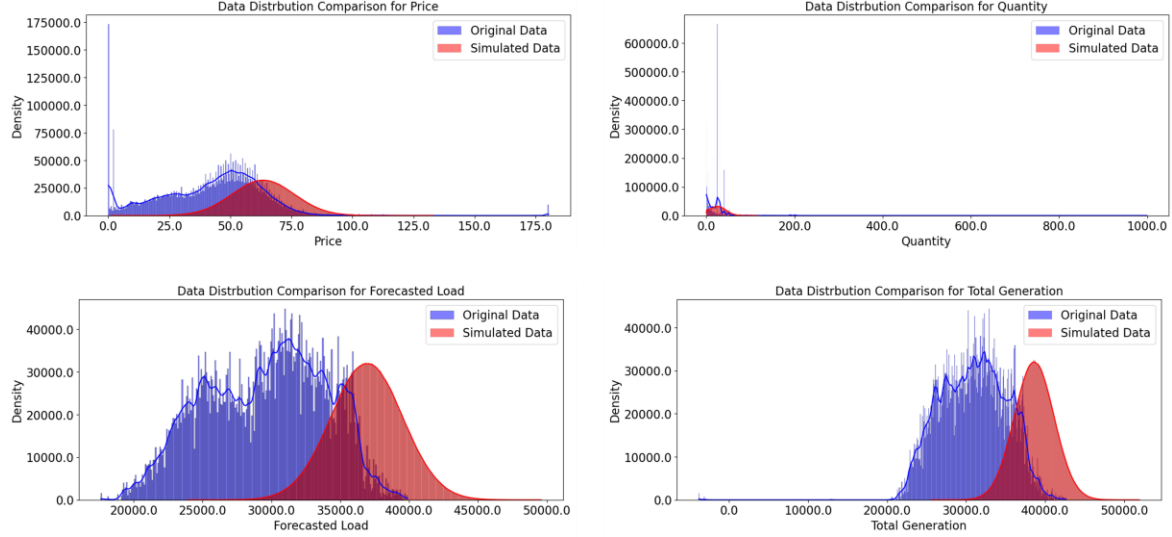 Data Distrbution Comparison for Price
175000.0
150000.0
125000.0
100000.0
75000.0
50000.0
25000.0
0.0
Density
Original Data
Simulated Data
0.0 25.0 50.0 75.0 100.0 125.0 150.0 175.0
Price
Data Distrbution Comparison for Quantity
600000.0
500000.0
400000.0
300000.0
200000.0
100000.0
0.0
Density
Original Data
Simulated Data
0.0 200.0 400.0 600.0 800.0 1000.0
Quantity
Data Distrbution Comparison for Forecasted Load
40000.0
30000.0
20000.0
10000.0
0.0
Density
Original Data
Simulated Data
20000.0 25000.0 30000.0 35000.0 40000.0 45000.0 50000.0
Forecasted Load
Data Distrbution Comparison for Total Generation
40000.0
30000.0
20000.0
10000.0
0.0
Density
Original Data
Simulated Data
0.0 10000.0 20000.0 30000.0 40000.0 50000.0
Total Generation